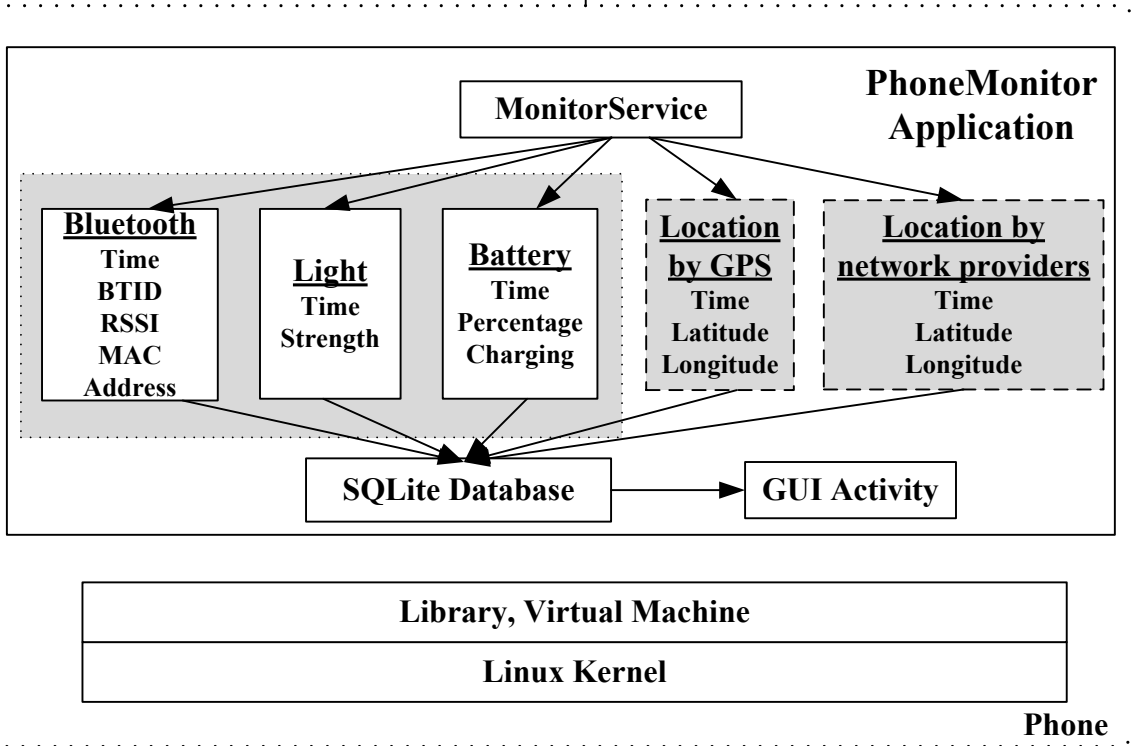 PhoneMonitor
Application
MonitorService
Bluetooth
Time
BTID
RSSI
MAC
Address
Light
Time
Strength
Battery
Time
Percentage
Charging
Location
by GPS
Time
Latitude
Longitude
Location by
network providers
Time
Latitude
Longitude
SQLite Database
GUI Activity
Library, Virtual Machine
Linux Kernel
Phone